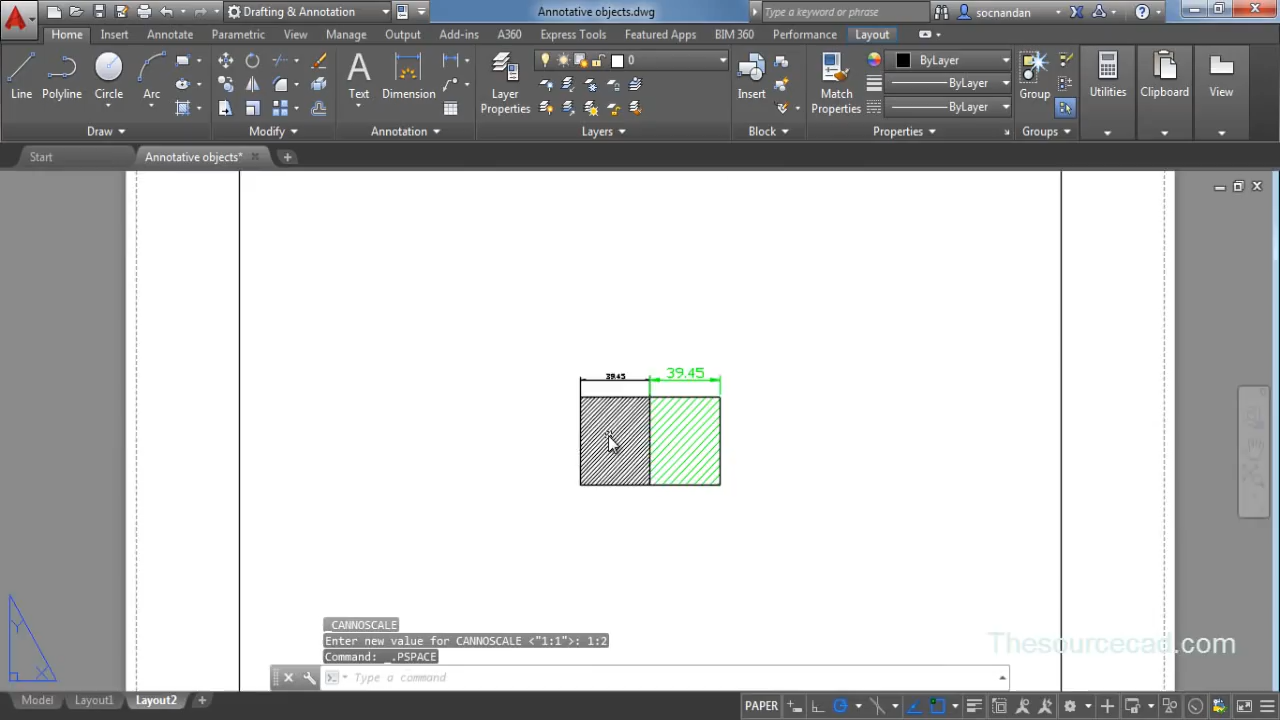 Drafting & Annotation
Annotative objects.dwg
Type a keyword or phrase
socnandan
Home
Insert
Annotate
Parametric
View
Manage
Output
Add-ins
A360
Express Tools
Featured Apps
BIM 360
Performance
Layout
Line
Polyline
Circle
Arc
Text
Dimension
Layer Properties
0
Insert
Match Properties
ByLayer
ByLayer
ByLayer
Group
Utilities
Clipboard
View
Draw
Modify
Annotation
Layers
Block
Properties
Groups
Start
Annotative objects*
39.45
39.45
_CANNOSCALE
Enter new value for CANNOSCALE <"1:1">: 1:2
Command: _.PSPACE
Thesourcecad.com
Type a command
Y
X
Model
Layout1
Layout2
PAPER